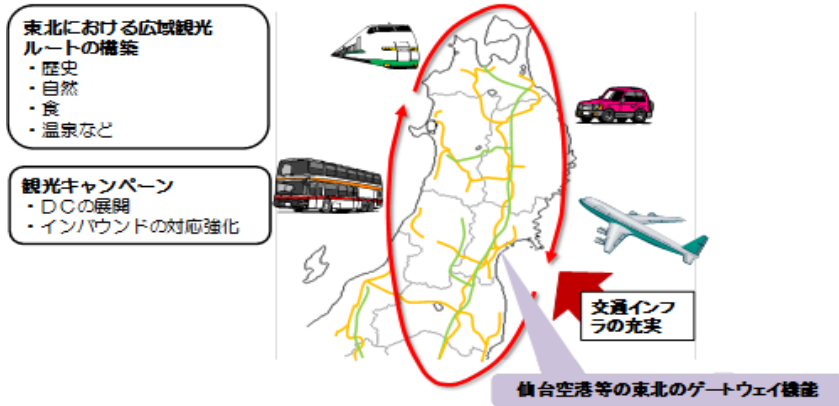 東北における広域観光
ルートの構築
・歴史
・自然
・食
・温泉など
観光キャンペーン
・ＤＣの展開
・インバウンドの対応強化
交通インフ
ラの充実
仙台空港等の東北のゲートウェイ機能